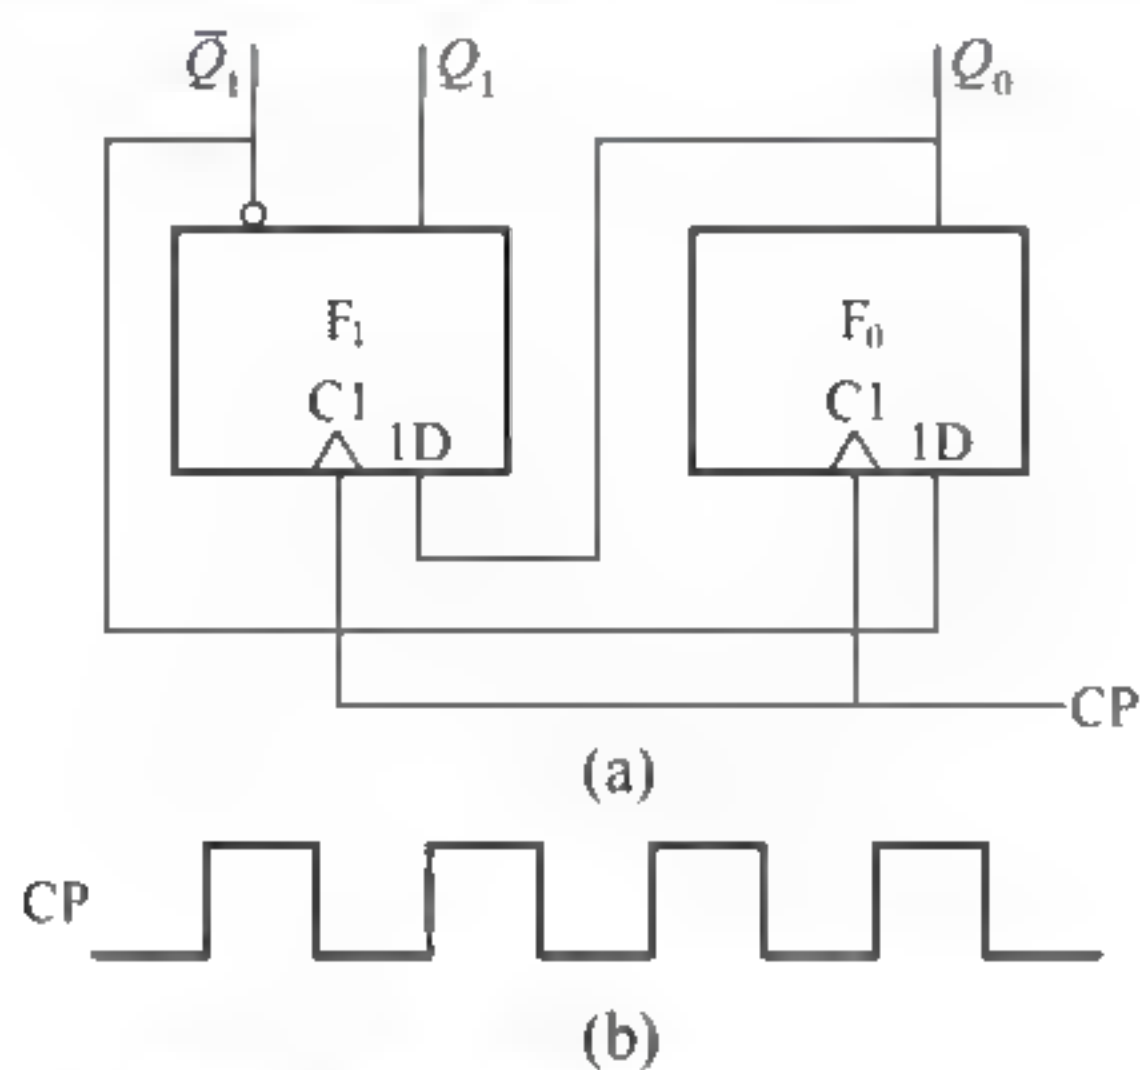 Q̄₁ Q₁ Q₀
F₁ F₀
C1 C1
1D 1D
CP
(a)
CP
(b)